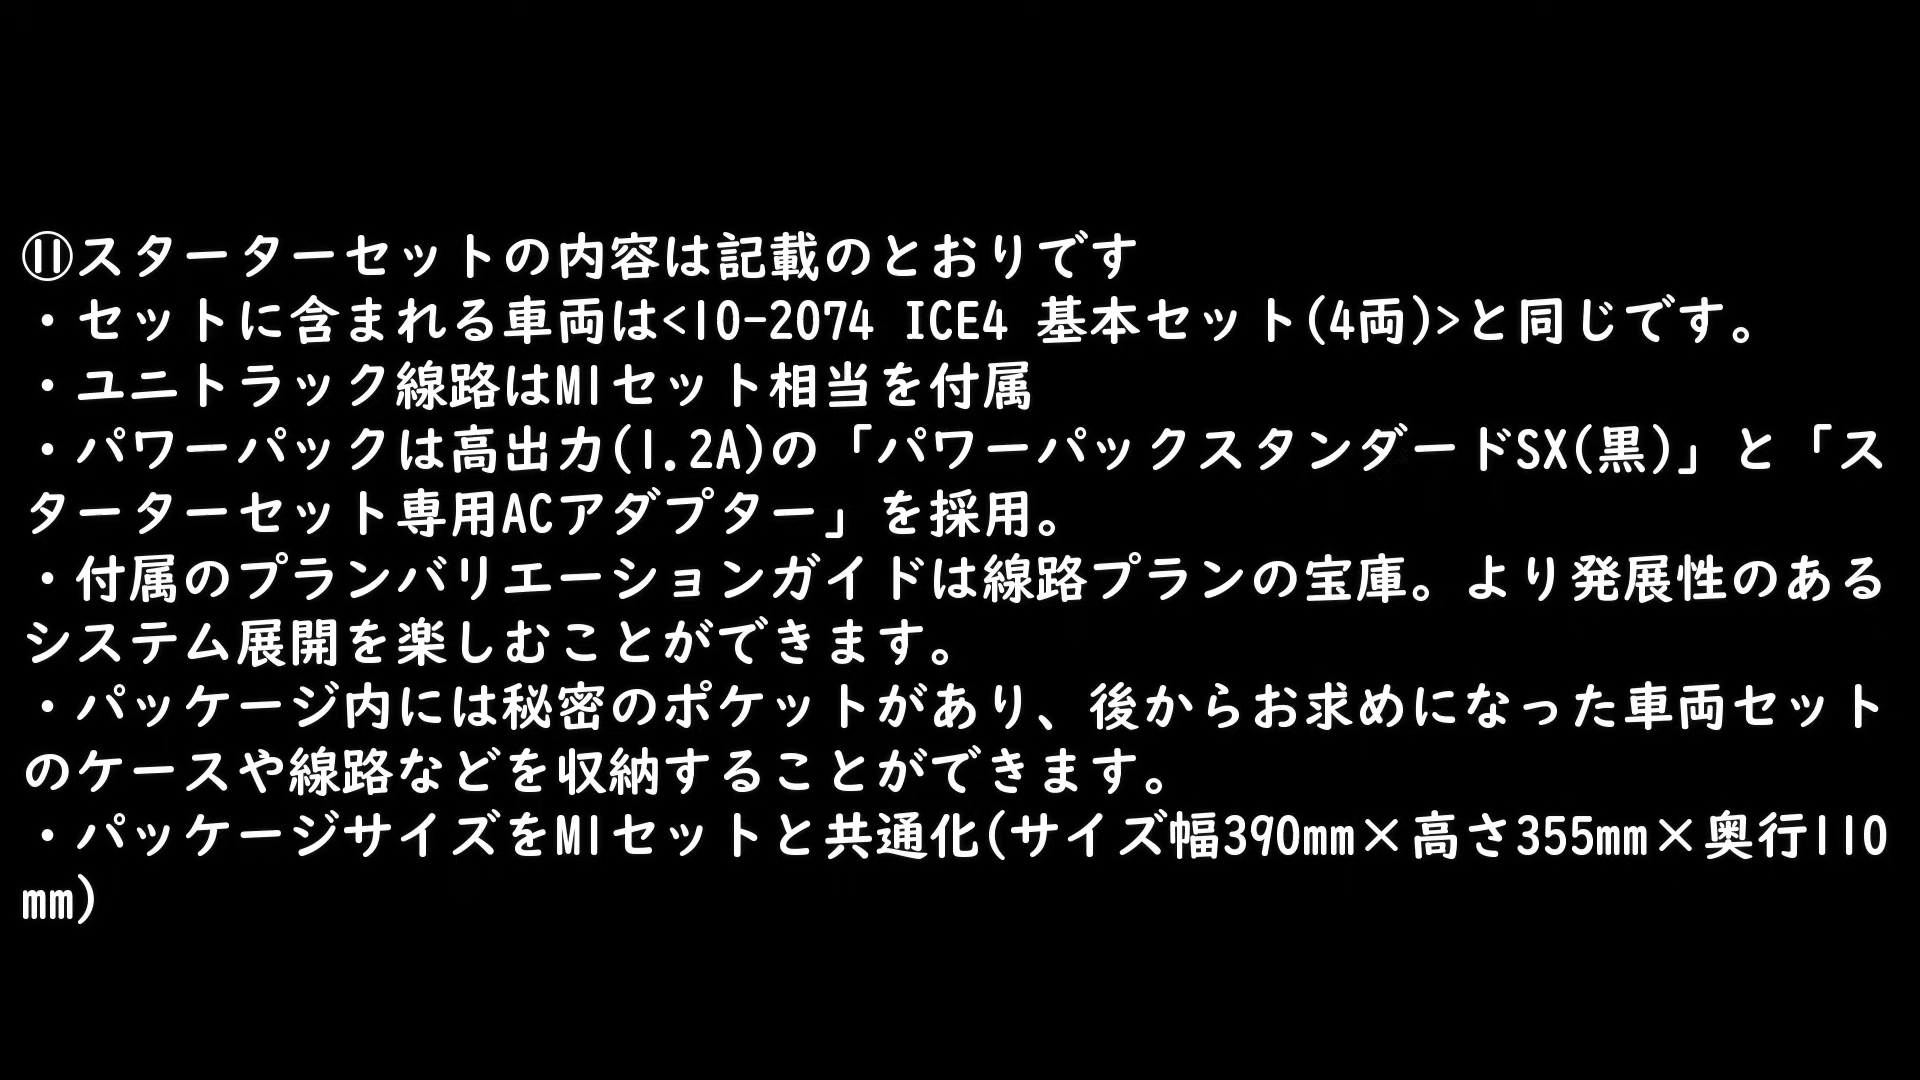 ⑪スターターセットの内容は記載のとおりです
・セットに含まれる車両は<10-2074 ICE4 基本セット(4両)>と同じです。
・ユニトラック線路はM1セット相当を付属
・パワーパックは高出力(1.2A)の「パワーパックスタンダードSX(黒)」と「ス
ターターセット専用ACアダプター」を採用。
・付属のプランバリエーションガイドは線路プランの宝庫。より発展性のある
システム展開を楽しむことができます。
・パッケージ内には秘密のポケットがあり、後からお求めになった車両セット
のケースや線路などを収納することができます。
・パッケージサイズをM1セットと共通化(サイズ幅390mm×高さ355mm×奥行110
mm)